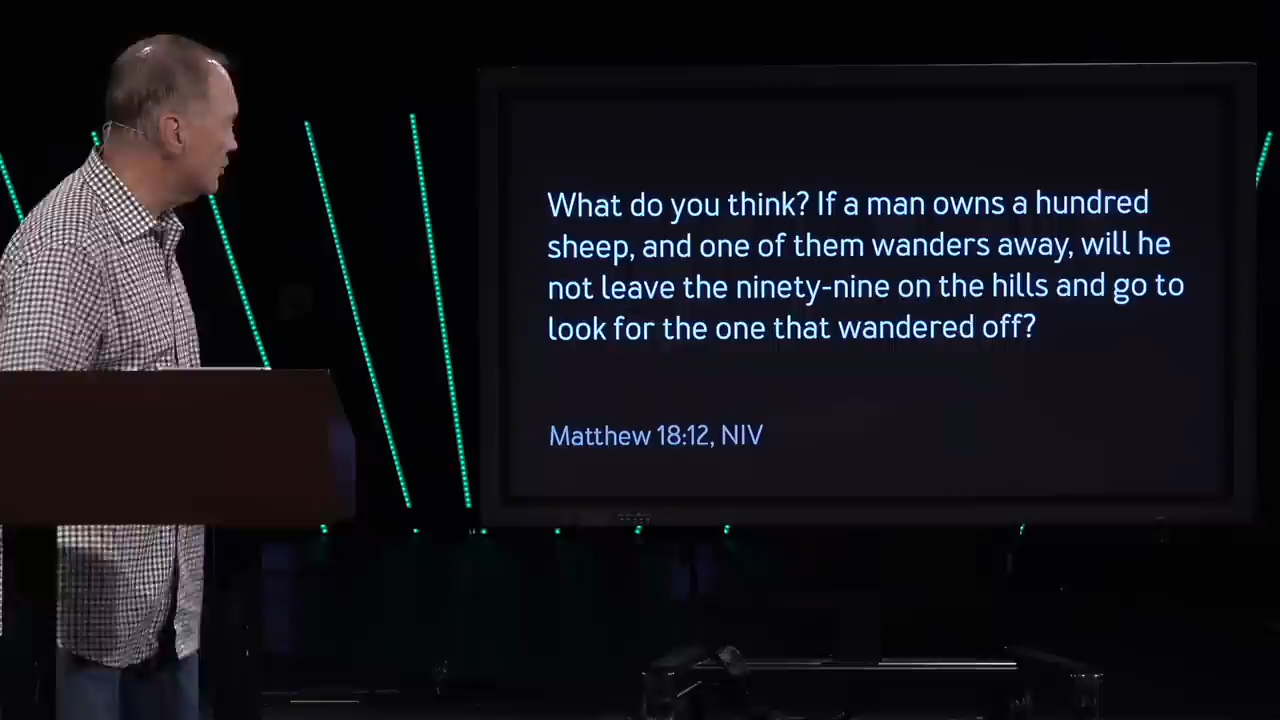 What do you think? If a man owns a hundred
sheep, and one of them wanders away, will he
not leave the ninety-nine on the hills and go to
look for the one that wandered off?
Matthew 18:12, NIV